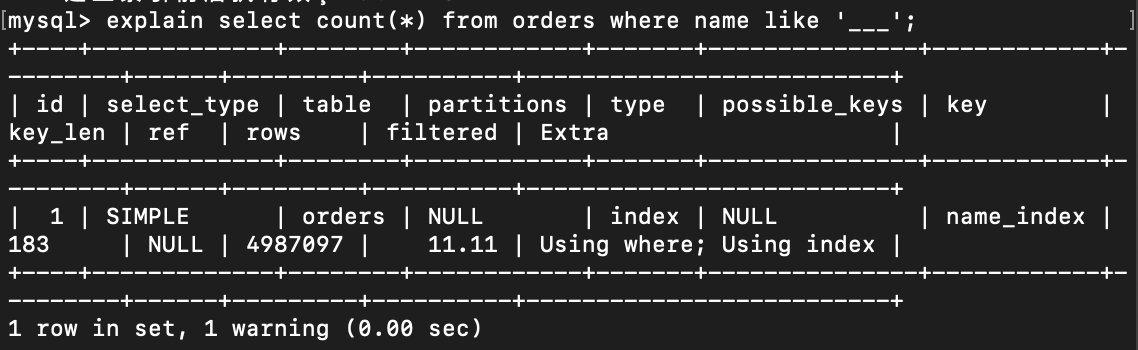 [mysql> explain select count(*) from orders where name like '___';                  ]
+----+-------------+--------+------------+-------+---------------+------------+-
--------+------+---------+----------+--------------------------+
| id | select_type | table  | partitions | type  | possible_keys | key        | 
key_len | ref  | rows    | filtered | Extra                    |
+----+-------------+--------+------------+-------+---------------+------------+-
--------+------+---------+----------+--------------------------+
|  1 | SIMPLE      | orders | NULL       | index | NULL          | name_index | 
183     | NULL | 4987097 |    11.11 | Using where; Using index |
+----+-------------+--------+------------+-------+---------------+------------+-
--------+------+---------+----------+--------------------------+
1 row in set, 1 warning (0.00 sec)